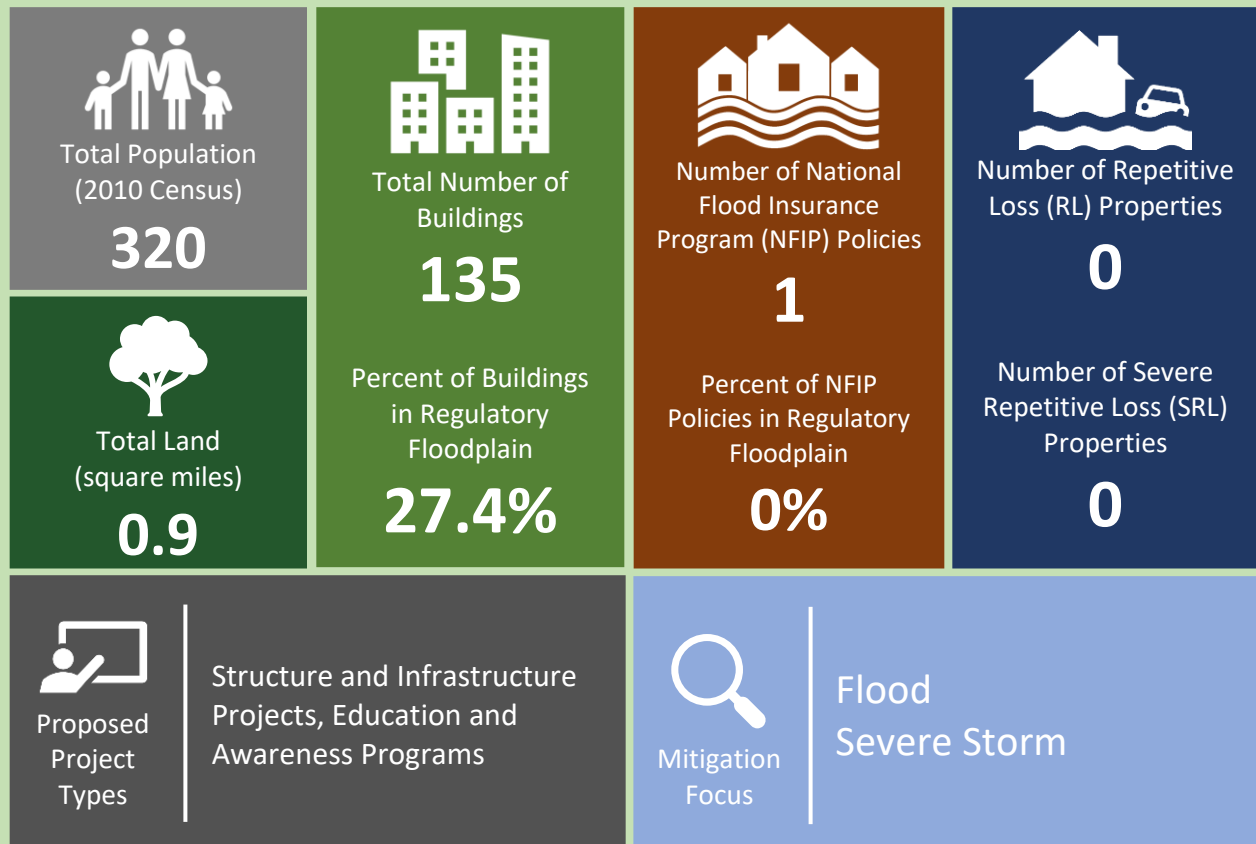 Total Population
(2010 Census)
320
Total Land
(square miles)
0.9
Total Number of
Buildings
135
Percent of Buildings
in Regulatory
Floodplain
27.4%
Number of National
Flood Insurance
Program (NFIP) Policies
1
Percent of NFIP
Policies in Regulatory
Floodplain
0%
Number of Repetitive
Loss (RL) Properties
0
Number of Severe
Repetitive Loss (SRL)
Properties
0
Proposed
Project
Types
Structure and Infrastructure
Projects, Education and
Awareness Programs
Mitigation
Focus
Flood
Severe Storm